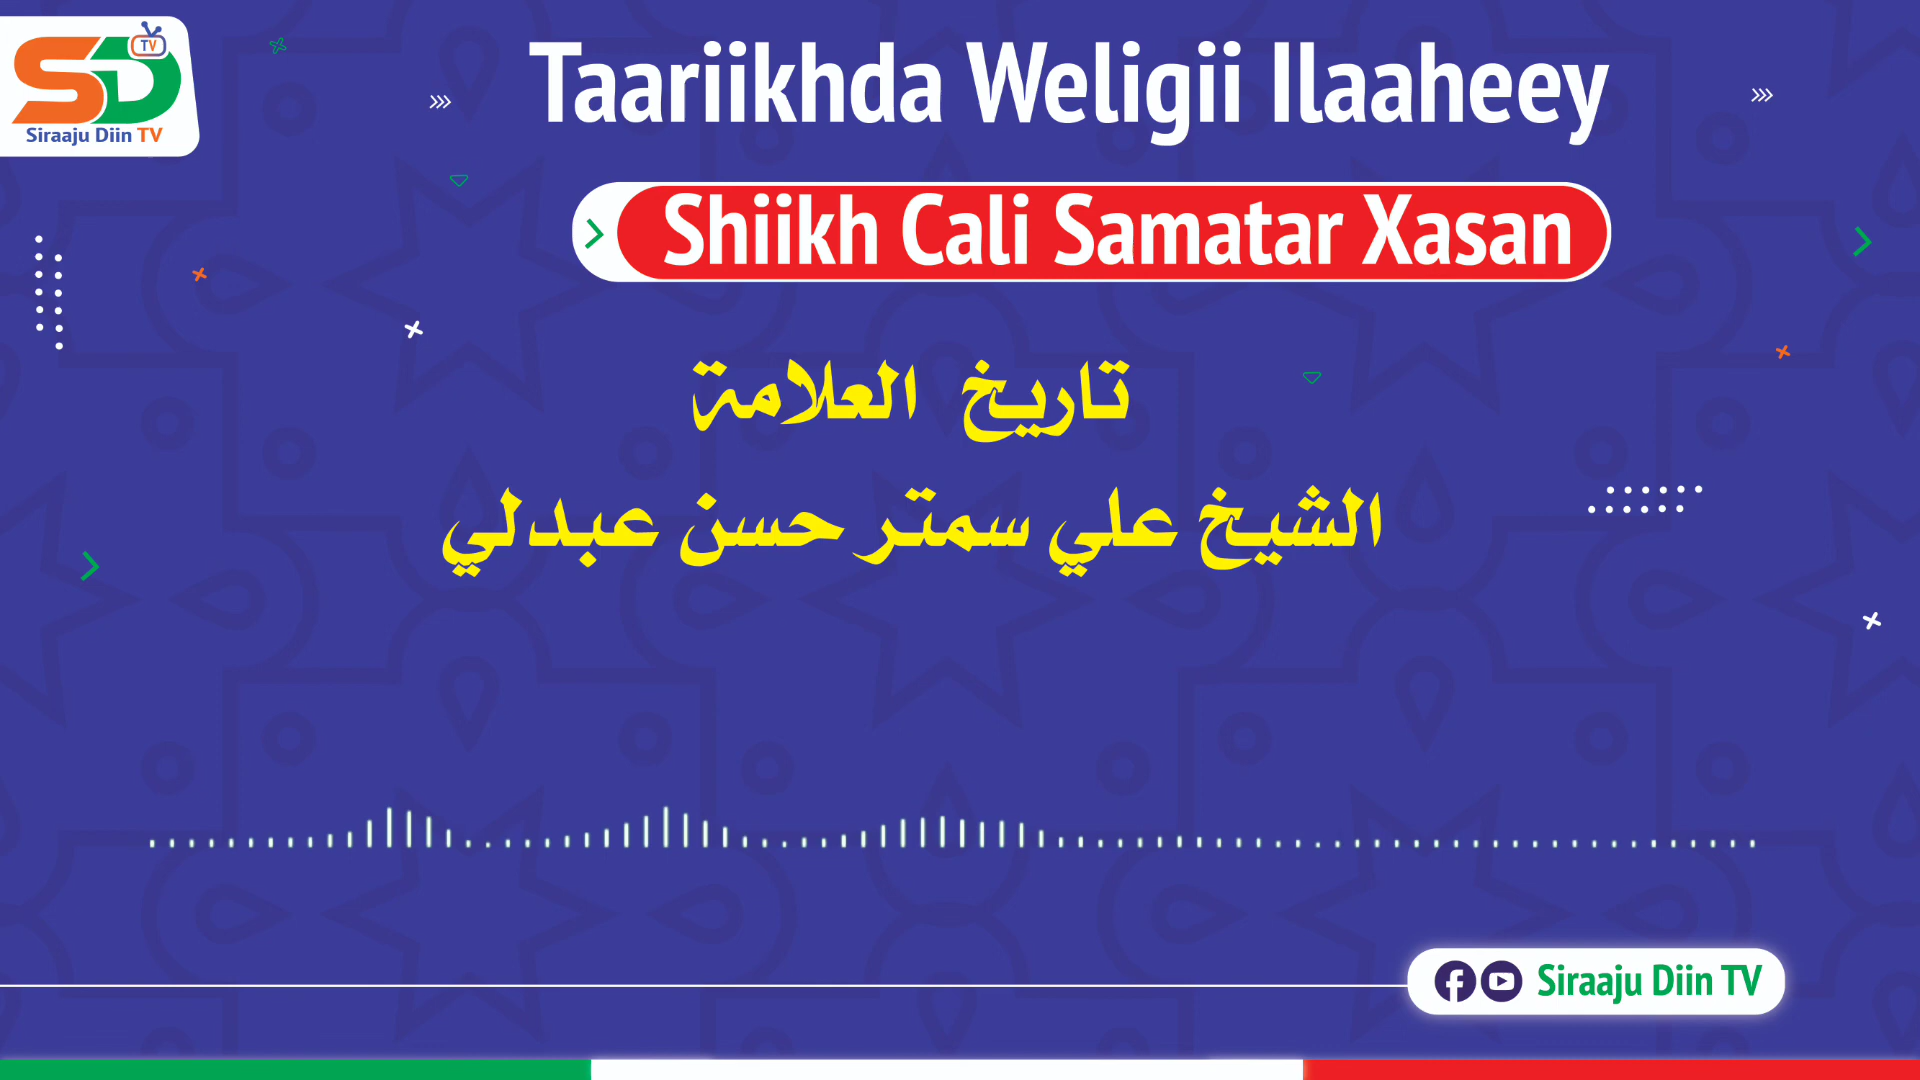 TV
Siraaju Diin TV
Taariikhda Weligii Ilaaheey
Shiikh Cali Samatar Xasan
تاريخ العلامة
الشيخ علي سمتر حسن عبدلي
Siraaju Diin TV